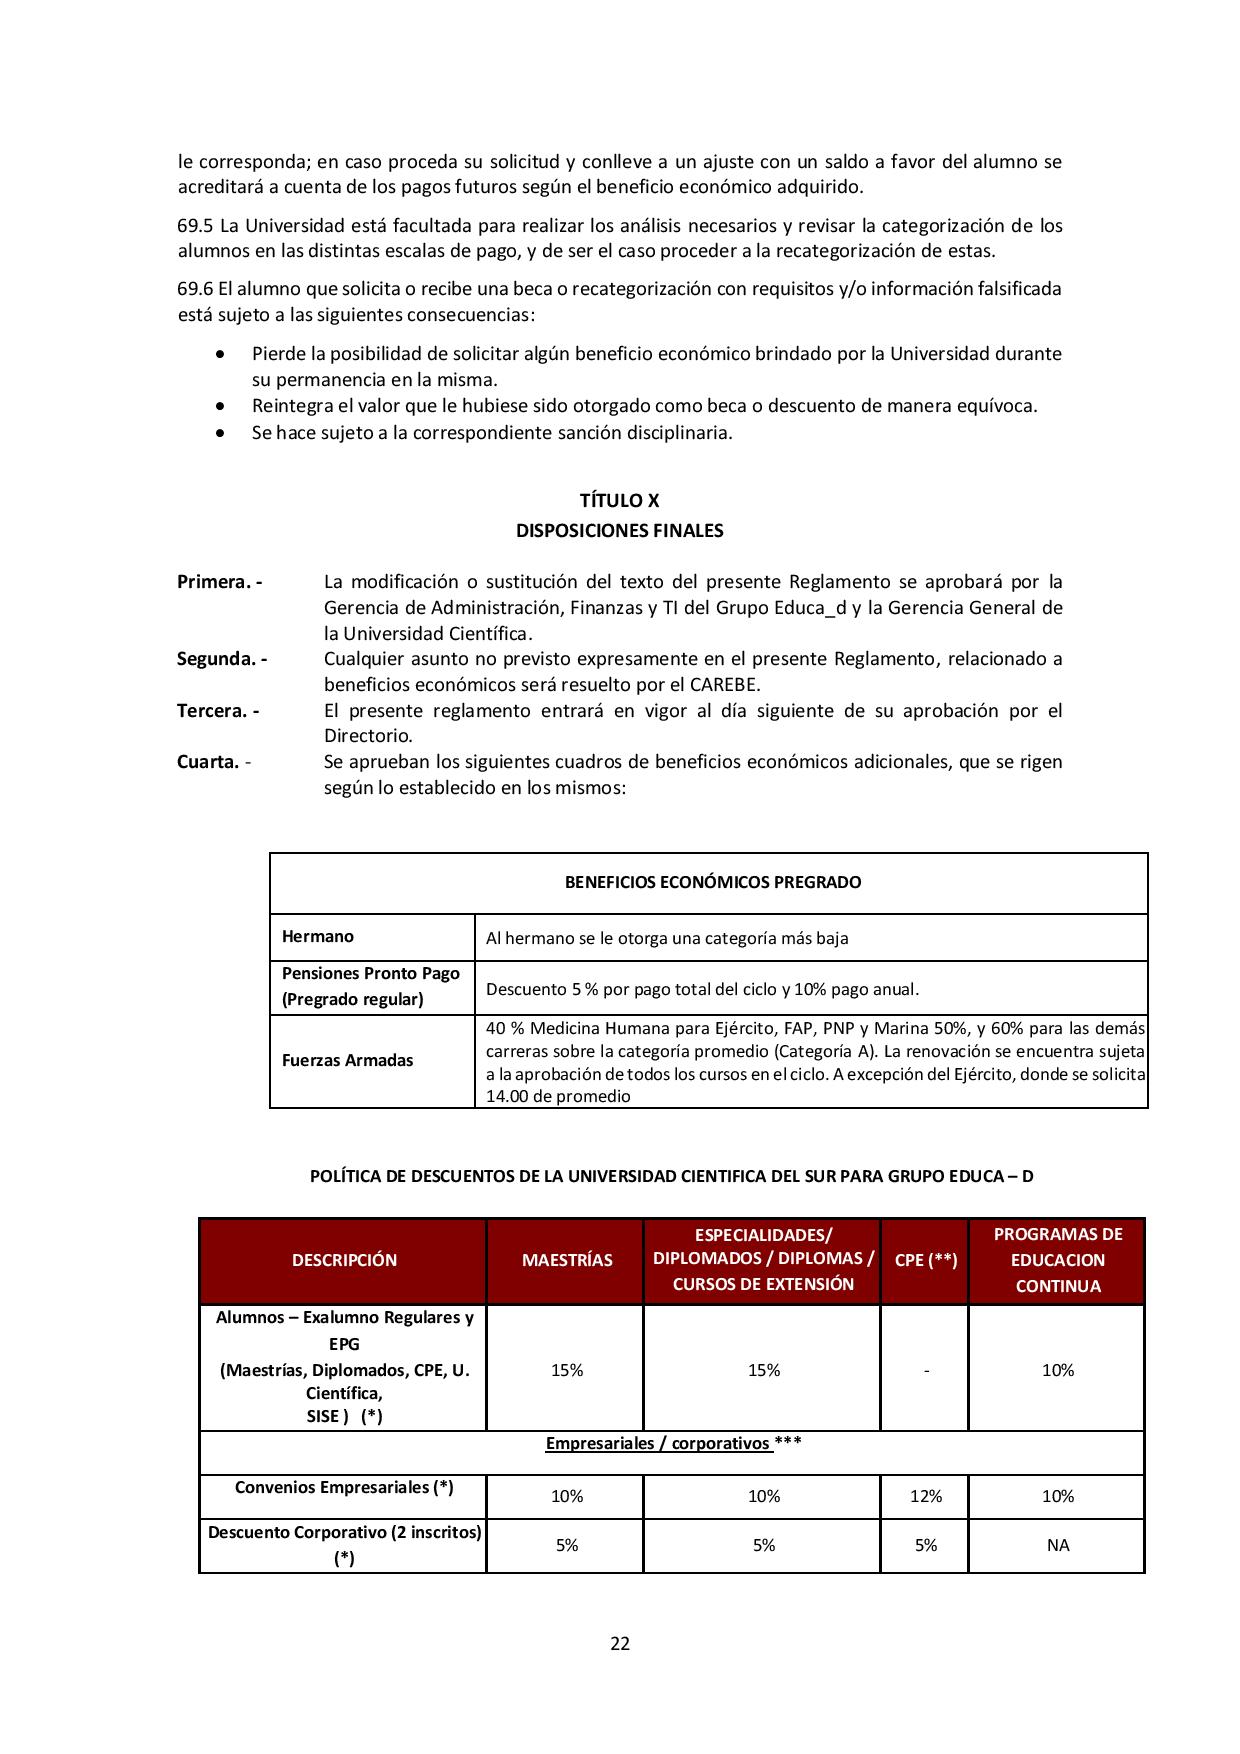 le corresponda; en caso proceda su solicitud y conlleve a un ajuste con un saldo a favor del alumno se
acreditará a cuenta de los pagos futuros según el beneficio económico adquirido.
69.5 La Universidad está facultada para realizar los análisis necesarios y revisar la categorización de los
alumnos en las distintas escalas de pago, y de ser el caso proceder a la recategorización de estas.
69.6 El alumno que solicita o recibe una beca o recategorización con requisitos y/o información falsificada
está sujeto a las siguientes consecuencias:
• Pierde la posibilidad de solicitar algún beneficio económico brindado por la Universidad durante
su permanencia en la misma.
• Reintegra el valor que le hubiese sido otorgado como beca o descuento de manera equívoca.
• Se hace sujeto a la correspondiente sanción disciplinaria.
TÍTULO X
DISPOSICIONES FINALES
Primera. - La modificación o sustitución del texto del presente Reglamento se aprobará por la
Gerencia de Administración, Finanzas y TI del Grupo Educa_d y la Gerencia General de
la Universidad Científica.
Segunda. - Cualquier asunto no previsto expresamente en el presente Reglamento, relacionado a
beneficios económicos será resuelto por el CAREBE.
Tercera. - El presente reglamento entrará en vigor al día siguiente de su aprobación por el
Directorio.
Cuarta. - Se aprueban los siguientes cuadros de beneficios económicos adicionales, que se rigen
según lo establecido en los mismos:
BENEFICIOS ECONÓMICOS PREGRADO
Hermano
Al hermano se le otorga una categoría más baja
Pensiones Pronto Pago
(Pregrado regular)
Descuento 5 % por pago total del ciclo y 10% pago anual.
Fuerzas Armadas
40 % Medicina Humana para Ejército, FAP, PNP y Marina 50%, y 60% para las demás
carreras sobre la categoría promedio (Categoría A). La renovación se encuentra sujeta
a la aprobación de todos los cursos en el ciclo. A excepción del Ejército, donde se solicita
14.00 de promedio
POLÍTICA DE DESCUENTOS DE LA UNIVERSIDAD CIENTIFICA DEL SUR PARA GRUPO EDUCA – D
DESCRIPCIÓN
MAESTRÍAS
ESPECIALIDADES/
DIPLOMADOS / DIPLOMAS /
CURSOS DE EXTENSIÓN
CPE (**)
PROGRAMAS DE
EDUCACION
CONTINUA
Alumnos – Exalumno Regulares y
EPG
(Maestrías, Diplomados, CPE, U.
Científica,
SISE ) (*)
15%
15%
-
10%
Empresariales / corporativos ***
Convenios Empresariales (*)
10%
10%
12%
10%
Descuento Corporativo (2 inscritos)
(*)
5%
5%
5%
NA
22